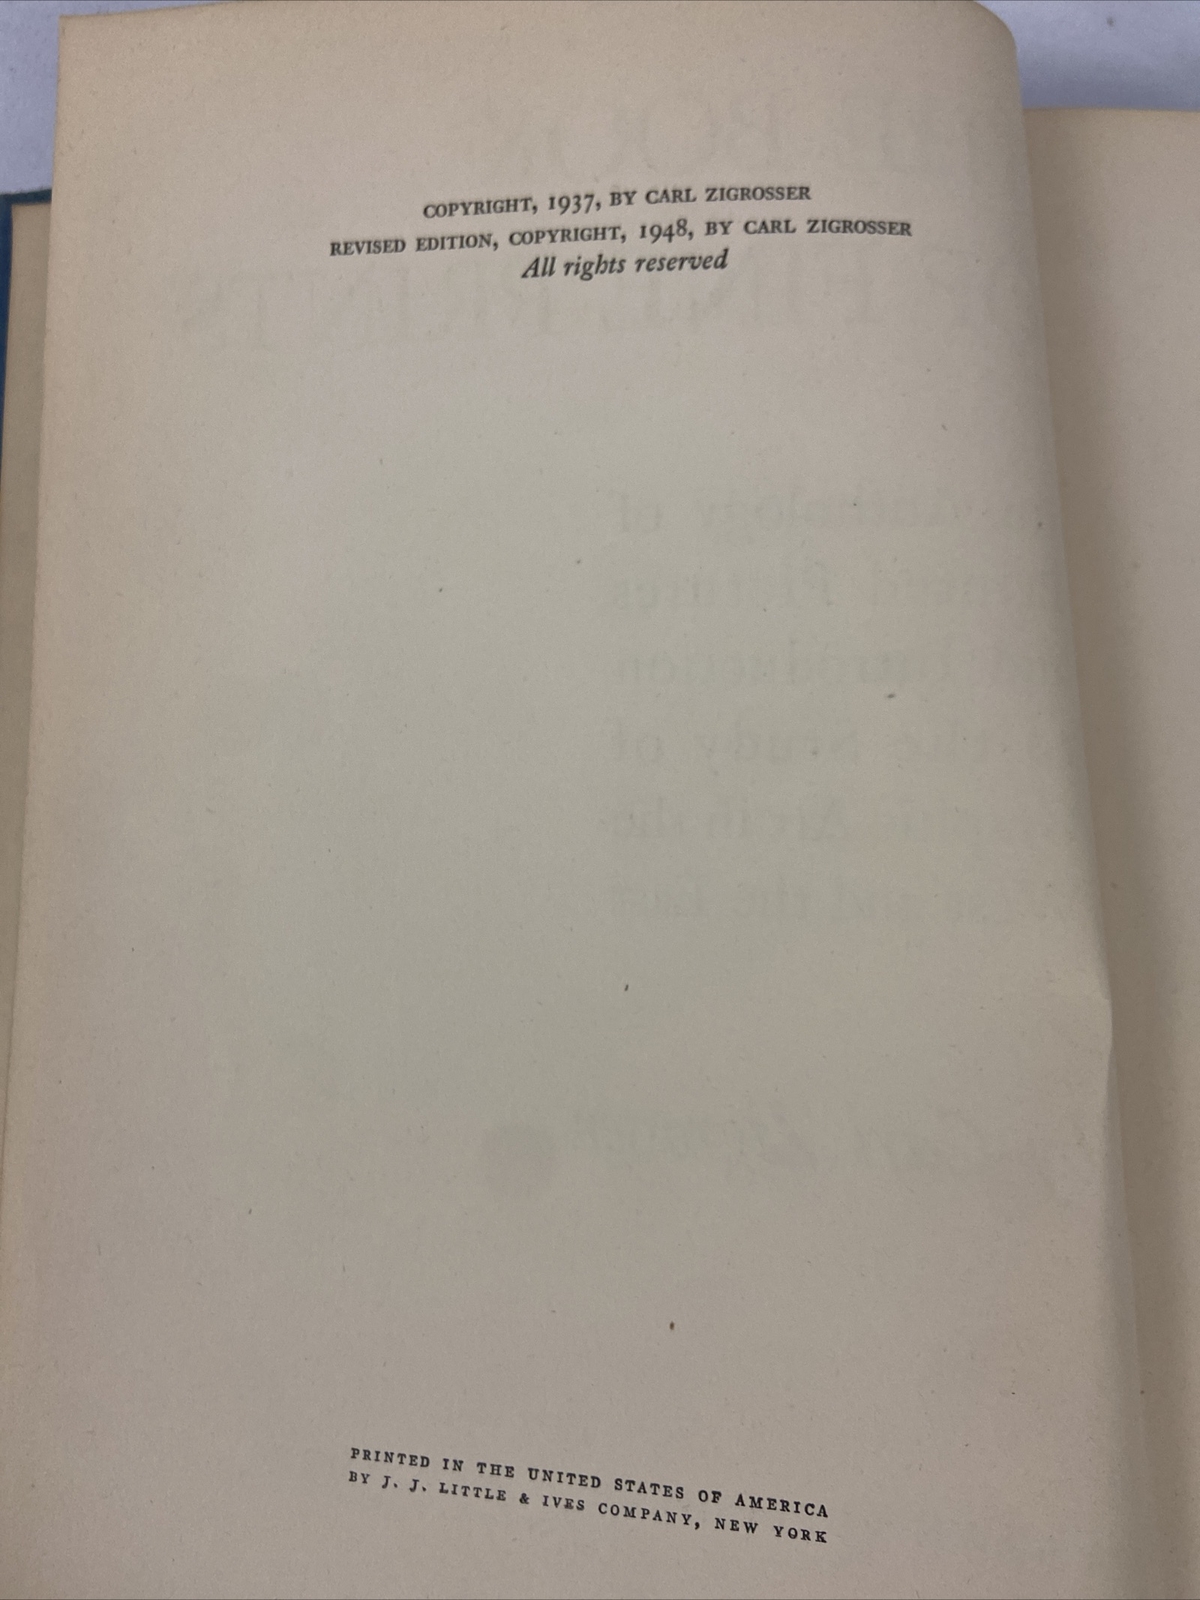 COPYRIGHT, 1937, BY CARL ZIGROSSER
REVISED EDITION, COPYRIGHT, 1948, BY CARL ZIGROSSER
All rights reserved
PRINTED IN THE UNITED STATES OF AMERICA
BY J. J. LITTLE & IVES COMPANY, NEW YORK